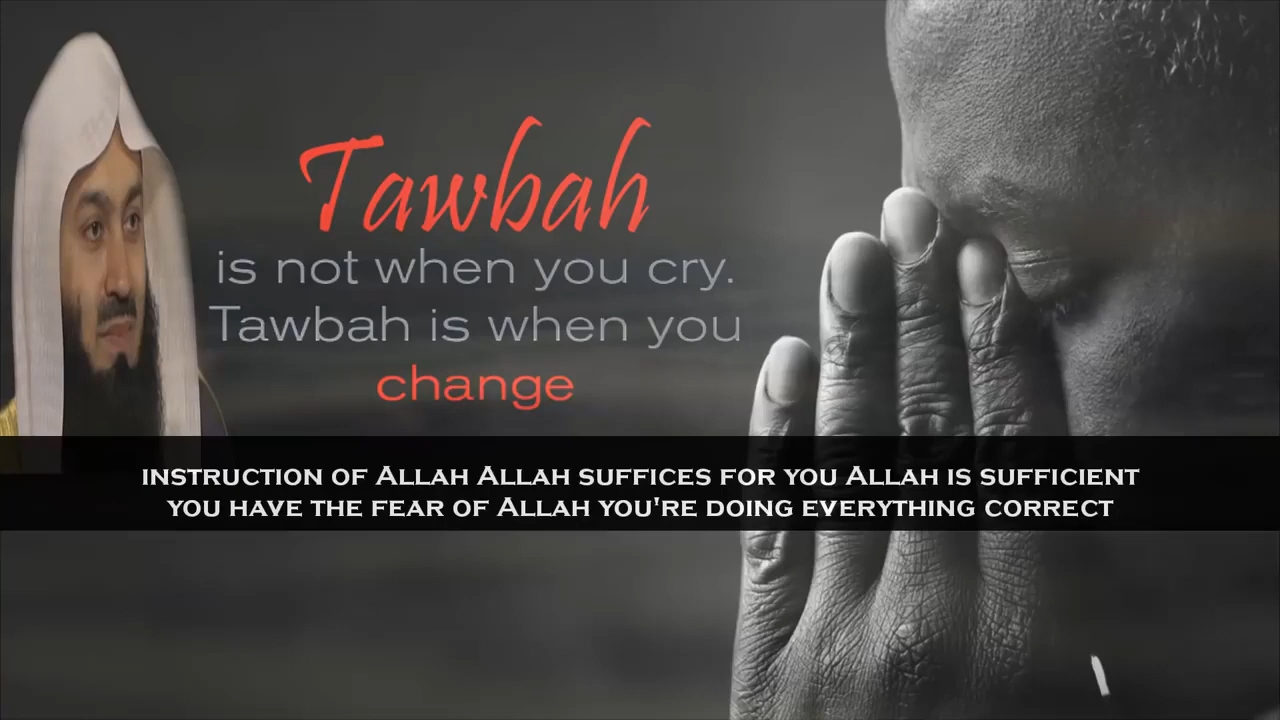 Tawbah
is not when you cry.
Tawbah is when you
change
INSTRUCTION OF ALLAH ALLAH SUFFICES FOR YOU ALLAH IS SUFFICIENT
YOU HAVE THE FEAR OF ALLAH YOU'RE DOING EVERYTHING CORRECT